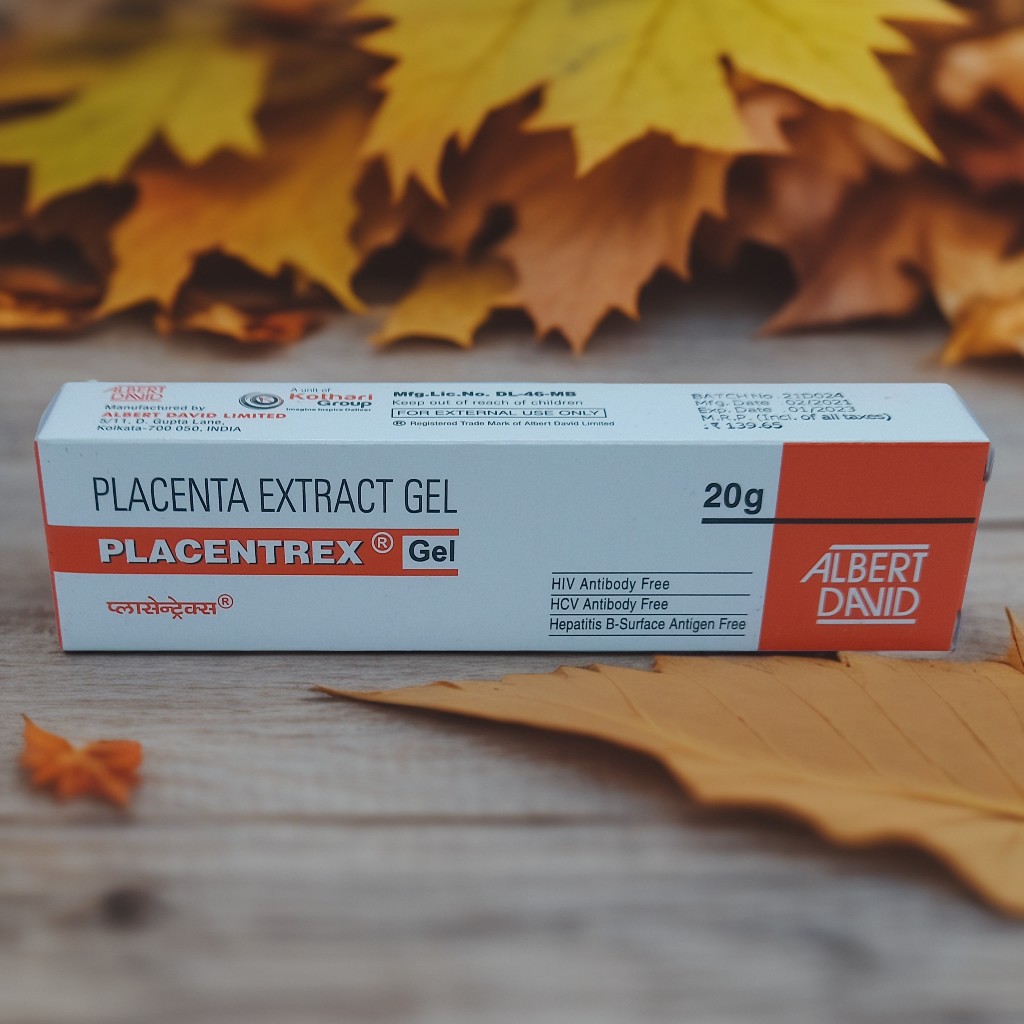 ALBERT
DAVID
Manufactured by
ALBERT DAVID LIMITED
5/11, D. Gupta Lane,
Kolkata-700 050, INDIA
A unit of
Kothari
Group
Imagine Inspire Deliver
Mfg.Lic.No. DL-46-MB
Keep out of reach of children
FOR EXTERNAL USE ONLY
® Registered Trade Mark of Albert David Limited
BATCH No. 21D024
Mfg. Date 02/2021
Exp. Date 01/2023
M.R.P. (Incl. of all taxes)
:₹ 139.65
PLACENTA EXTRACT GEL
PLACENTREX® Gel
प्लासेन्ट्रेक्स®
20g
HIV Antibody Free
HCV Antibody Free
Hepatitis B-Surface Antigen Free
ALBERT
DAVID